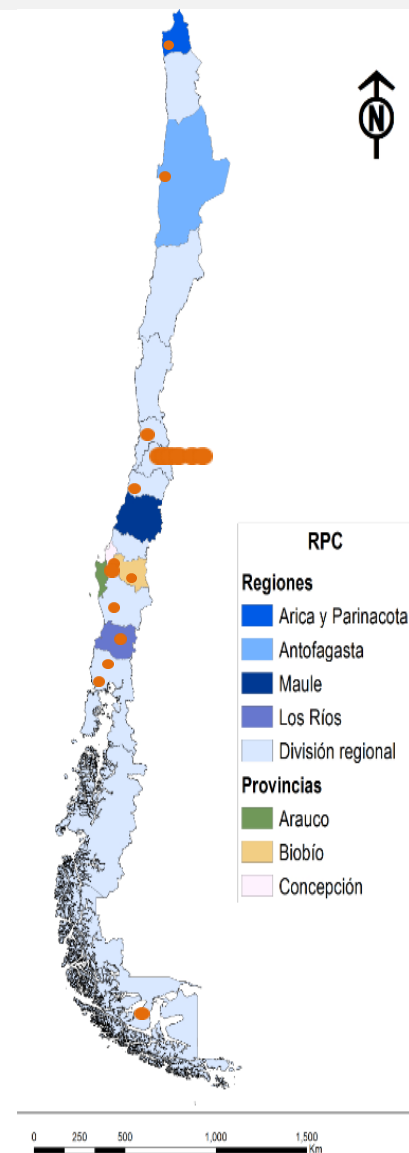 N
RPC
Regiones
Arica y Parinacota
Antofagasta
Maule
Los Ríos
División regional
Provincias
Arauco
Biobío
Concepción
0 250 500 1,000 1,500
Km